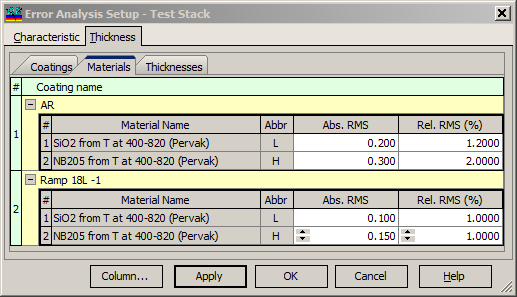 Error Analysis Setup - Test Stack
Characteristic Thickness
Coatings Materials Thicknesses
# Coating name
1 AR
# Material Name Abbr Abs. RMS Rel. RMS (%)
1 SiO2 from T at 400-820 (Pervak) L 0.200 1.2000
2 NB205 from T at 400-820 (Pervak) H 0.300 2.0000
2 Ramp 18L -1
# Material Name Abbr Abs. RMS Rel. RMS (%)
1 SiO2 from T at 400-820 (Pervak) L 0.100 1.0000
2 NB205 from T at 400-820 (Pervak) H 0.150 1.0000
Column... Apply OK Cancel Help